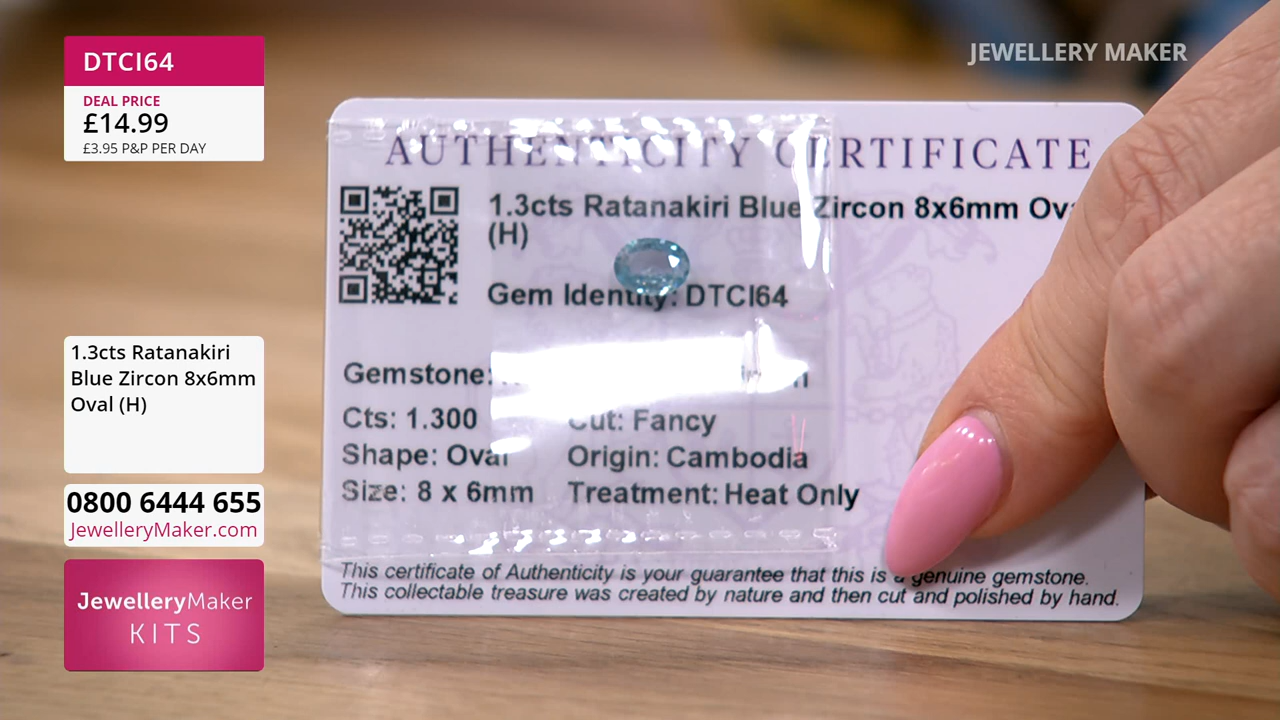 DTCI64
DEAL PRICE
£14.99
£3.95 P&P PER DAY
1.3cts Ratanakiri
Blue Zircon 8x6mm
Oval (H)
0800 6444 655
JewelleryMaker.com
JewelleryMaker
KITS
JEWELLERY MAKER
AUTHENTICITY CERTIFICATE
1.3cts Ratanakiri Blue Zircon 8x6mm
(H)
Gem Identity: DTCI64
Gemstone:
Cts: 1.300 Cut: Fancy
Shape: Oval Origin: Cambodia
Size: 8 x 6mm Treatment: Heat Only
This certificate of Authenticity is your guarantee that this is a genuine gemstone.
This collectable treasure was created by nature and then cut and polished by hand.